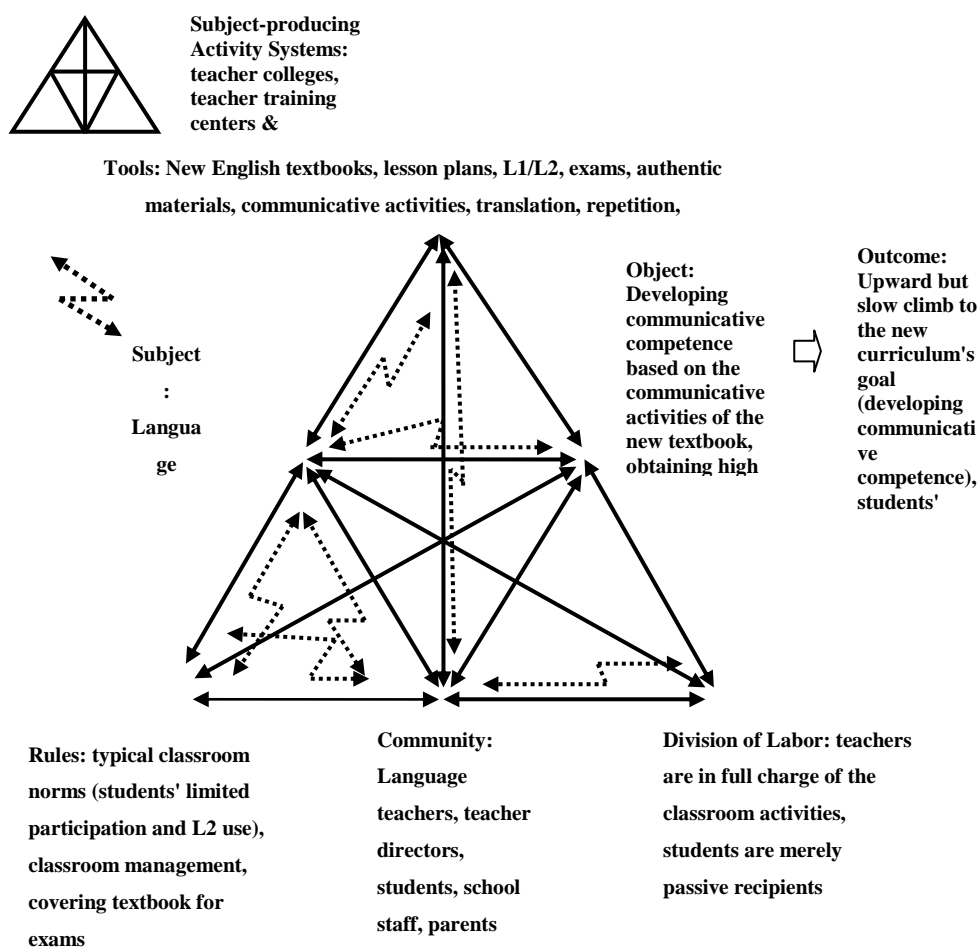 Subject-producing
Activity Systems:
teacher colleges,
teacher training
centers &
Tools: New English textbooks, lesson plans, L1/L2, exams, authentic
materials, communicative activities, translation, repetition,
Subject
:
Langua
ge
Object:
Developing
communicative
competence
based on the
communicative
activities of the
new textbook,
obtaining high
Outcome:
Upward but
slow climb to
the new
curriculum's
goal
(developing
communicati
ve
competence),
students'
Rules: typical classroom
norms (students' limited
participation and L2 use),
classroom management,
covering textbook for
exams
Community:
Language
teachers, teacher
directors,
students, school
staff, parents
Division of Labor: teachers
are in full charge of the
classroom activities,
students are merely
passive recipients